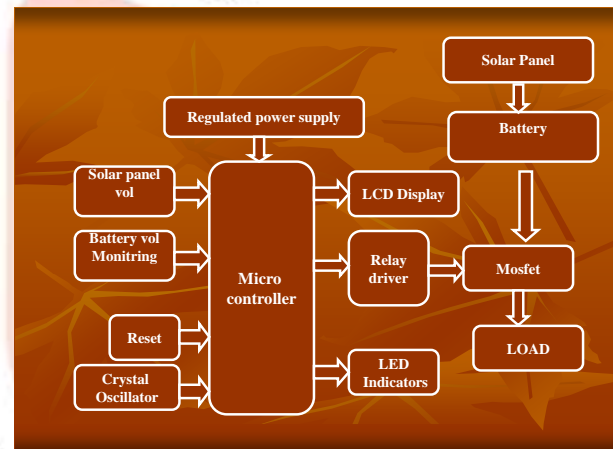 Solar Panel
Battery
Regulated power supply
Solar panel
vol
LCD Display
Battery vol
Monitring
Micro
controller
Relay
driver
Mosfet
Reset
LOAD
Crystal
Oscillator
LED
Indicators